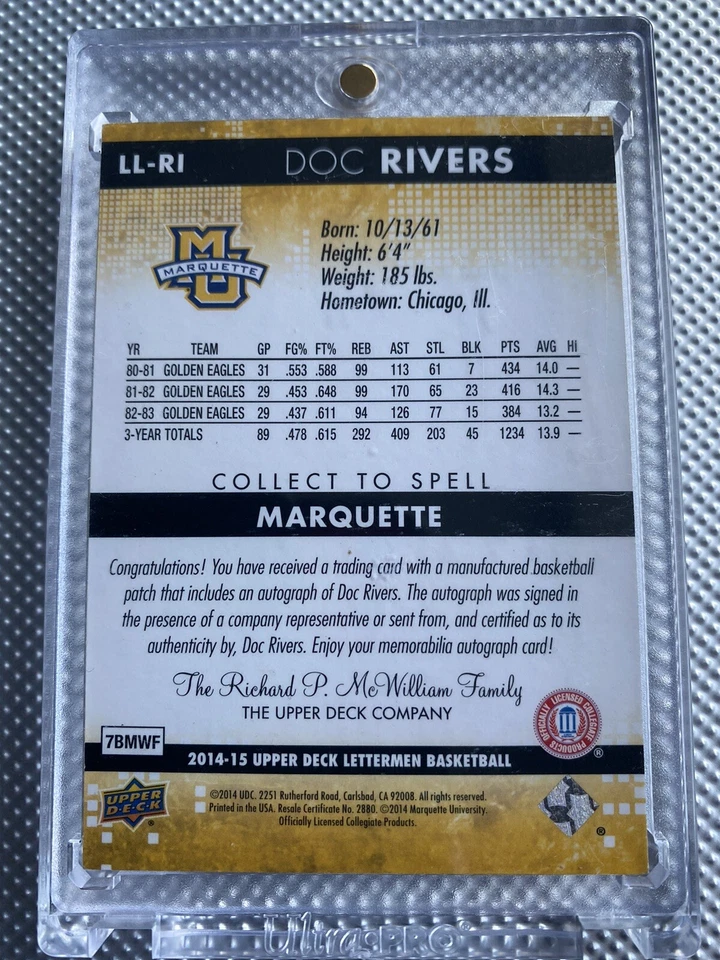 LL-RI DOC RIVERS
MU
MARQUETTE
Born: 10/13/61
Height: 6'4"
Weight: 185 lbs.
Hometown: Chicago, Ill.
YR TEAM GP FG% FT% REB AST STL BLK PTS AVG HI
80-81 GOLDEN EAGLES 31 .553 .588 99 113 61 7 434 14.0 —
81-82 GOLDEN EAGLES 29 .453 .648 99 170 65 23 416 14.3 —
82-83 GOLDEN EAGLES 29 .437 .611 94 126 77 15 384 13.2 —
3-YEAR TOTALS 89 .478 .615 292 409 203 45 1234 13.9 —
COLLECT TO SPELL
MARQUETTE
Congratulations! You have received a trading card with a manufactured basketball
patch that includes an autograph of Doc Rivers. The autograph was signed in
the presence of a company representative or sent from, and certified as to its
authenticity by, Doc Rivers. Enjoy your memorabilia autograph card!
The Richard P. McWilliam Family
THE UPPER DECK COMPANY
OFFICIALLY LICENSED COLLEGIATE PRODUCTS ®
7BMWF
2014-15 UPPER DECK LETTERMEN BASKETBALL
UPPER DECK ®
©2014 UDC. 2251 Rutherford Road, Carlsbad, CA 92008. All rights reserved.
Printed in the USA. Resale Certificate No. 2880. ©2014 Marquette University.
Officially Licensed Collegiate Products.
®
Ultra·PRO®